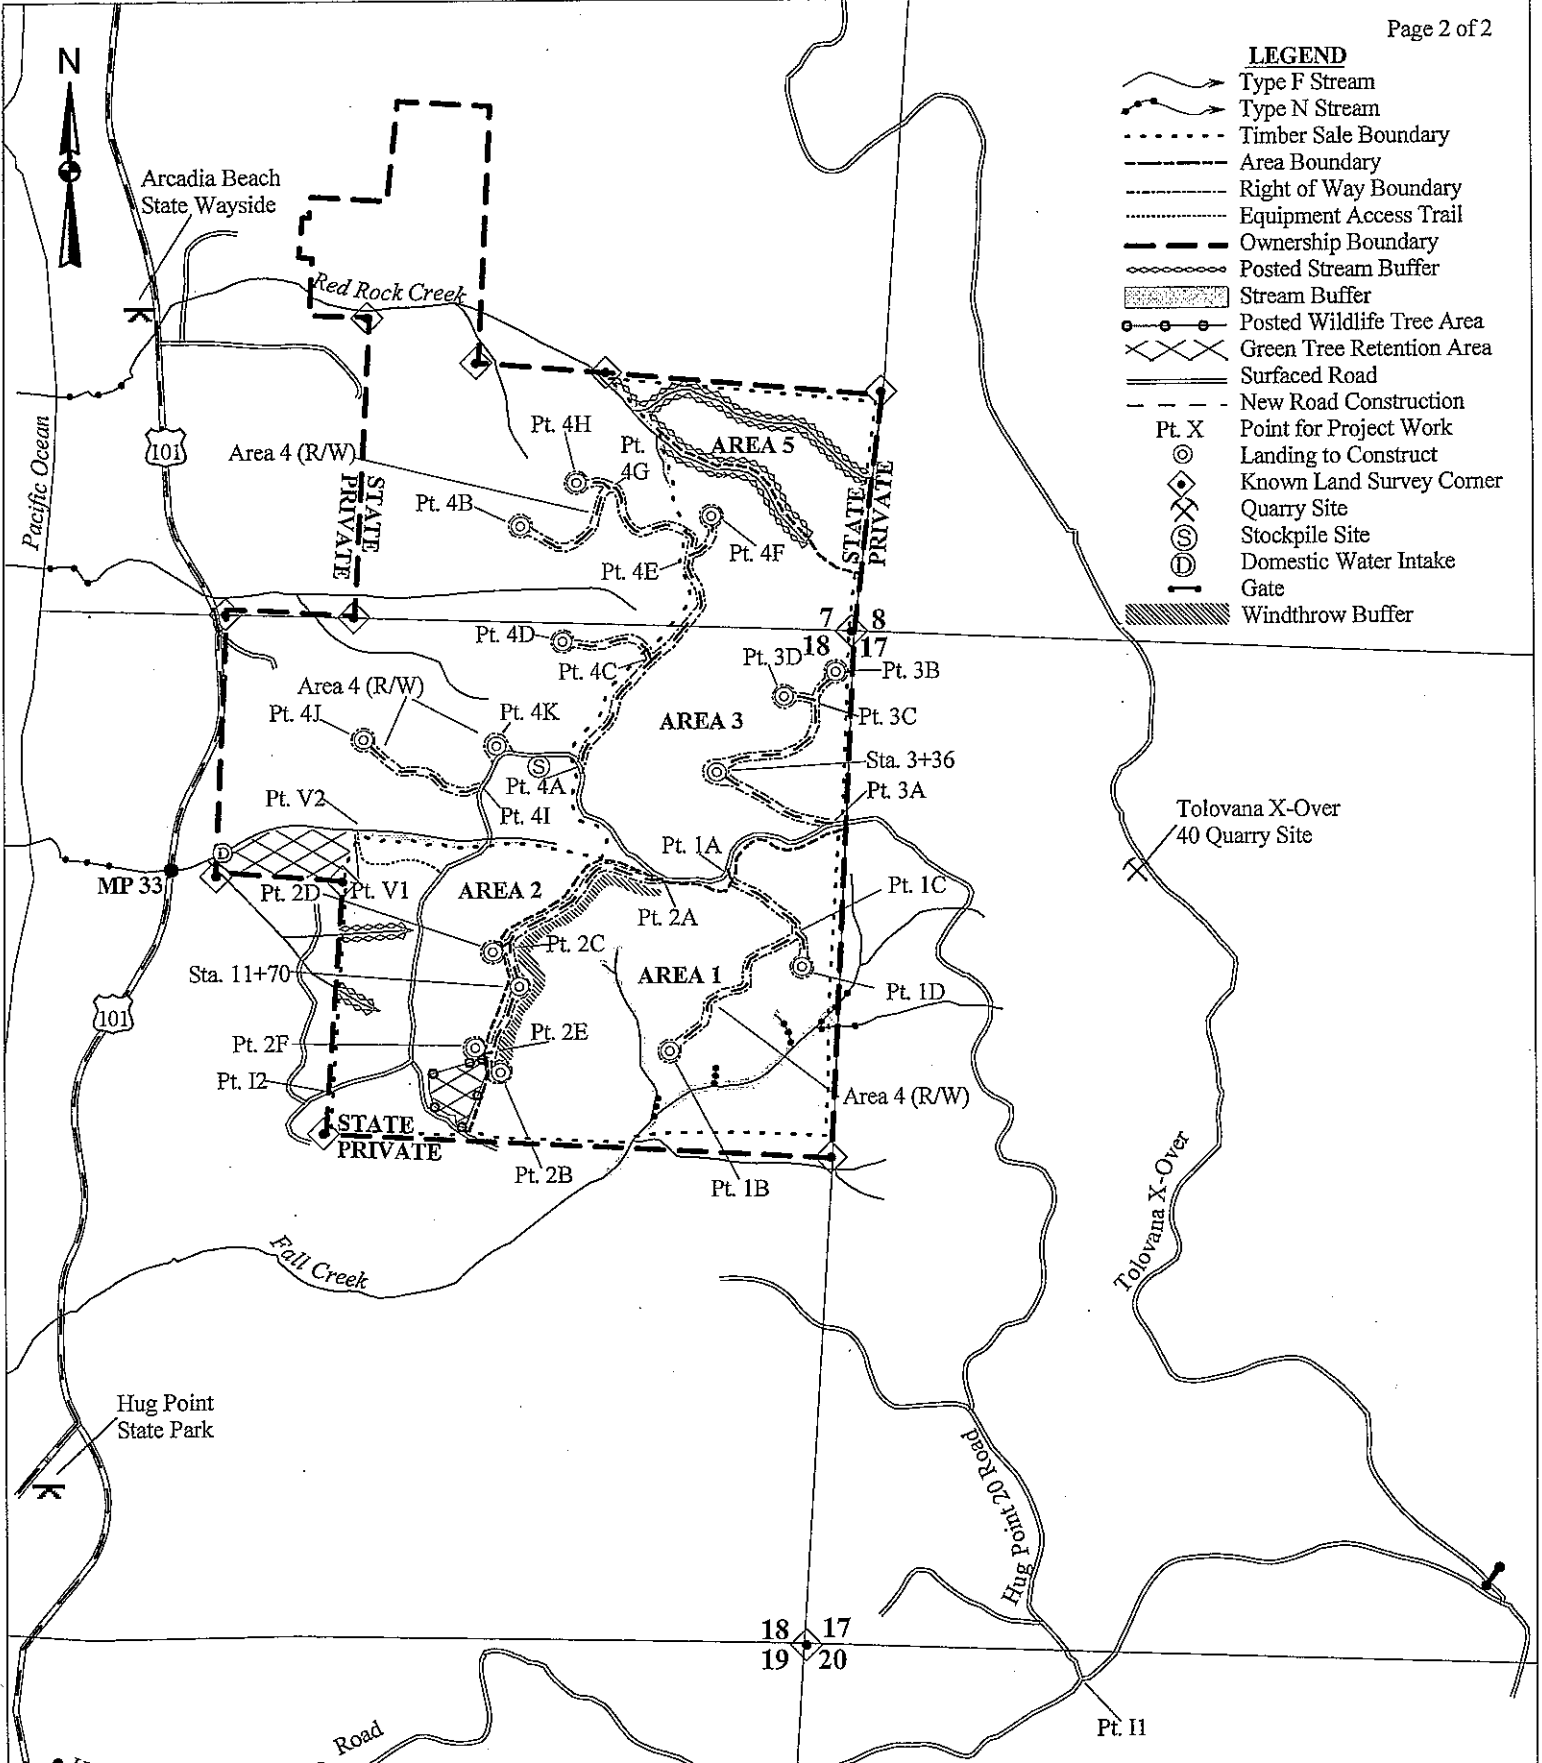 Page 2 of 2
LEGEND
Type F Stream
Type N Stream
Timber Sale Boundary
Area Boundary
Right of Way Boundary
Equipment Access Trail
Ownership Boundary
Posted Stream Buffer
Stream Buffer
Posted Wildlife Tree Area
Green Tree Retention Area
Surfaced Road
New Road Construction
Pt. X Point for Project Work
Landing to Construct
Known Land Survey Corner
Quarry Site
S Stockpile Site
D Domestic Water Intake
Gate
Windthrow Buffer
N
Arcadia Beach
State Wayside
Red Rock Creek
Pacific Ocean
101
Pt. 4H
Pt.
4G
AREA 5
Area 4 (R/W)
STATE
PRIVATE
Pt. 4B
STATE
PRIVATE
Pt. 4F
Pt. 4E
7 8
18 17
Pt. 4D
Pt. 4C
Pt. 3D
Pt. 3B
Area 4 (R/W)
Pt. 4J
Pt. 4K
AREA 3
Pt. 3C
S
Pt. 4A
Sta. 3+36
Pt. 3A
Pt. V2
Pt. 4I
Tolovana X-Over
40 Quarry Site
Pt. 1A
D
MP 33
Pt. 2D
Pt. V1
AREA 2
Pt. 1C
Pt. 2A
Pt. 2C
Sta. 11+70
AREA 1
Pt. 1D
101
Pt. 2F
Pt. 2E
Pt. I2
Area 4 (R/W)
STATE
PRIVATE
Pt. 2B
Pt. 1B
Tolovana X-Over
Fall Creek
Hug Point
State Park
Hug Point 20 Road
18 17
19 20
Pt. I1
Road